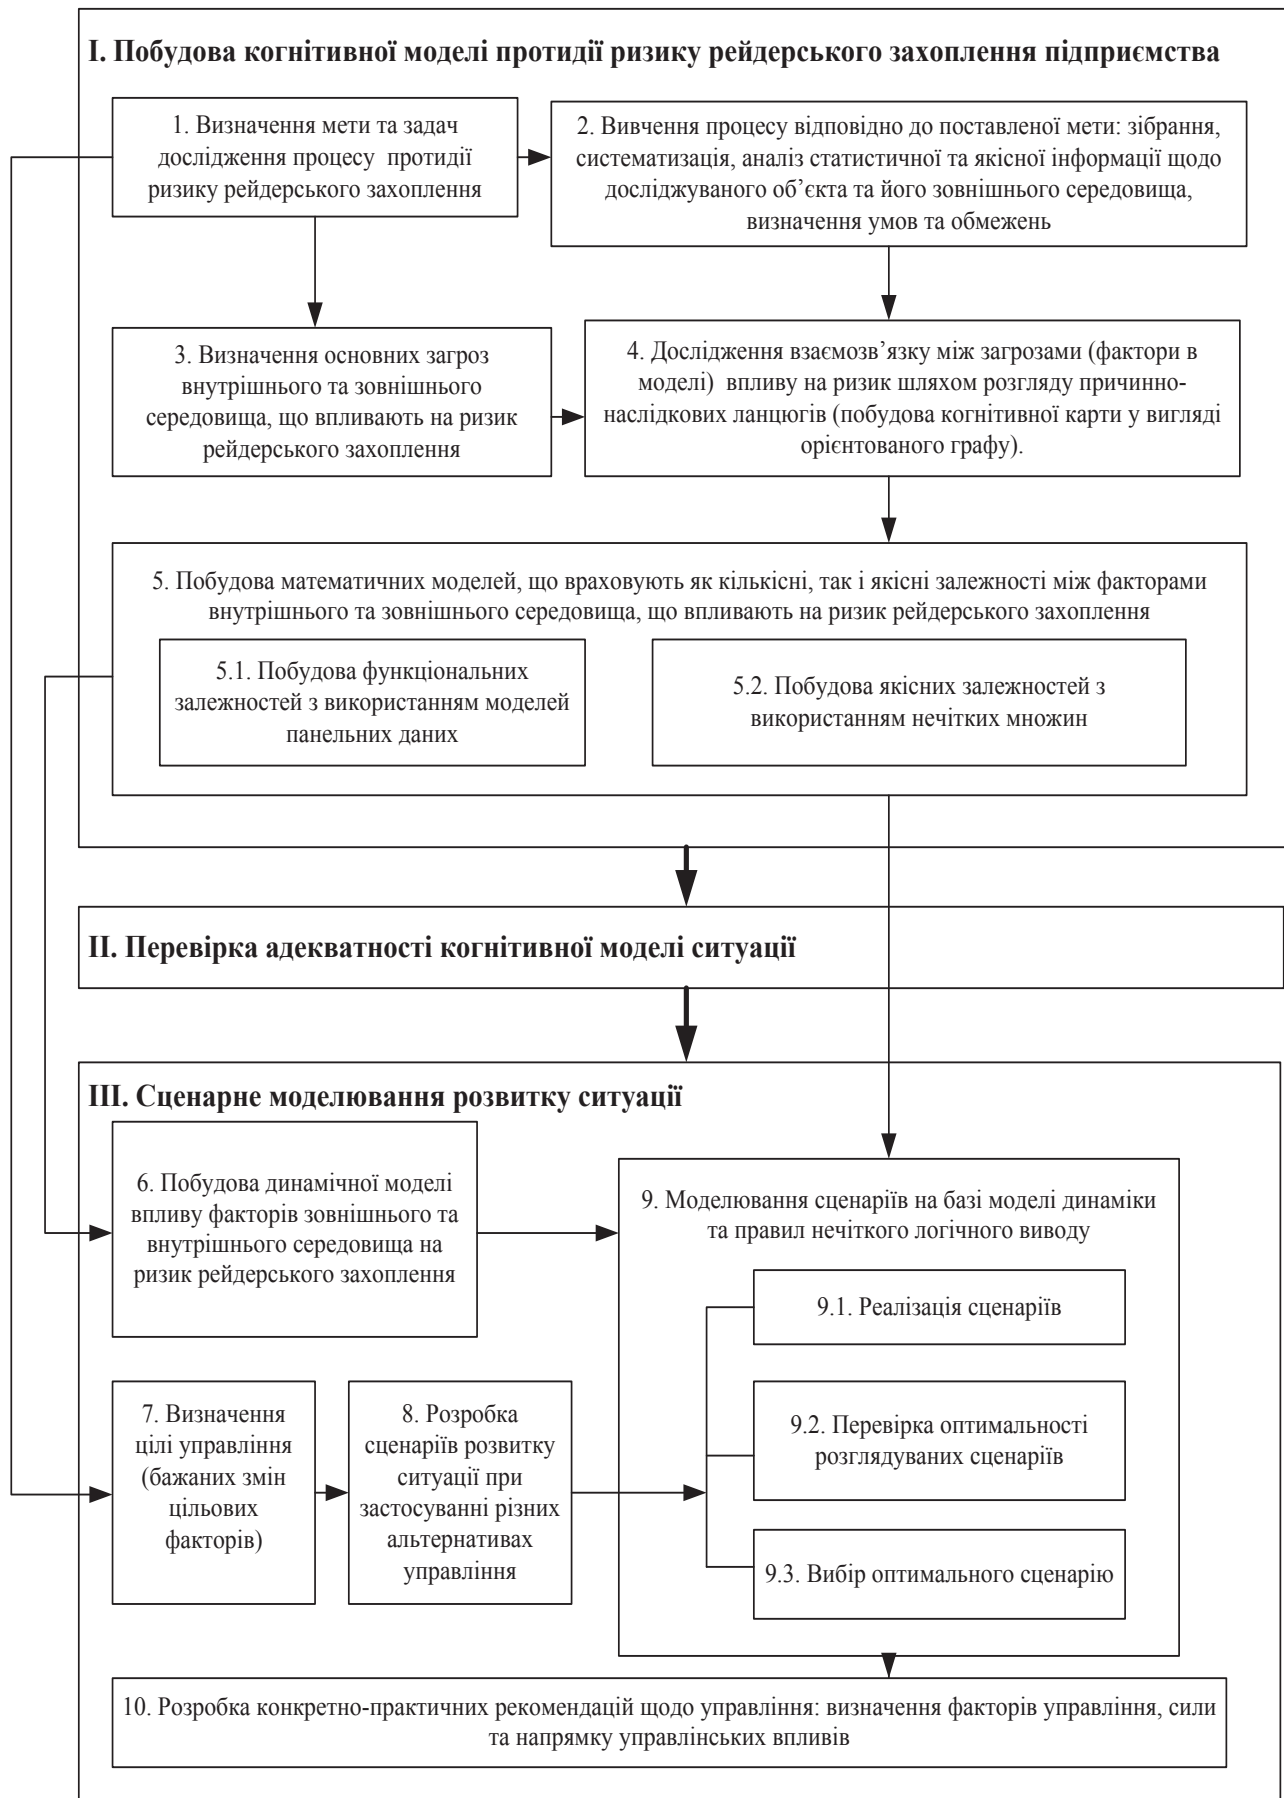 І. Побудова когнітивної моделі протидії ризику рейдерського захоплення підприємства
1. Визначення мети та задач
дослідження процесу протидії
ризику рейдерського захоплення
2. Вивчення процесу відповідно до поставленої мети: зібрання,
систематизація, аналіз статистичної та якісної інформації щодо
досліджуваного об’єкта та його зовнішнього середовища,
визначення умов та обмежень
3. Визначення основних загроз
внутрішнього та зовнішнього
середовища, що впливають на ризик
рейдерського захоплення
4. Дослідження взаємозв’язку між загрозами (фактори в
моделі) впливу на ризик шляхом розгляду причинно-
наслідкових ланцюгів (побудова когнітивної карти у вигляді
орієнтованого графу).
5. Побудова математичних моделей, що враховують як кількісні, так і якісні залежності між факторами
внутрішнього та зовнішнього середовища, що впливають на ризик рейдерського захоплення
5.1. Побудова функціональних
залежностей з використанням моделей
панельних даних
5.2. Побудова якісних залежностей з
використанням нечітких множин
ІІ. Перевірка адекватності когнітивної моделі ситуації
ІІІ. Сценарне моделювання розвитку ситуації
6. Побудова динамічної моделі
впливу факторів зовнішнього та
внутрішнього середовища на
ризик рейдерського захоплення
9. Моделювання сценаріїв на базі моделі динаміки
та правил нечіткого логічного виводу
9.1. Реалізація сценаріїв
7. Визначення
цілі управління
(бажаних змін
цільових
факторів)
8. Розробка
сценаріїв розвитку
ситуації при
застосуванні різних
альтернативах
управління
9.2. Перевірка оптимальності
розглядуваних сценаріїв
9.3. Вибір оптимального сценарію
10. Розробка конкретно-практичних рекомендацій щодо управління: визначення факторів управління, сили
та напрямку управлінських впливів